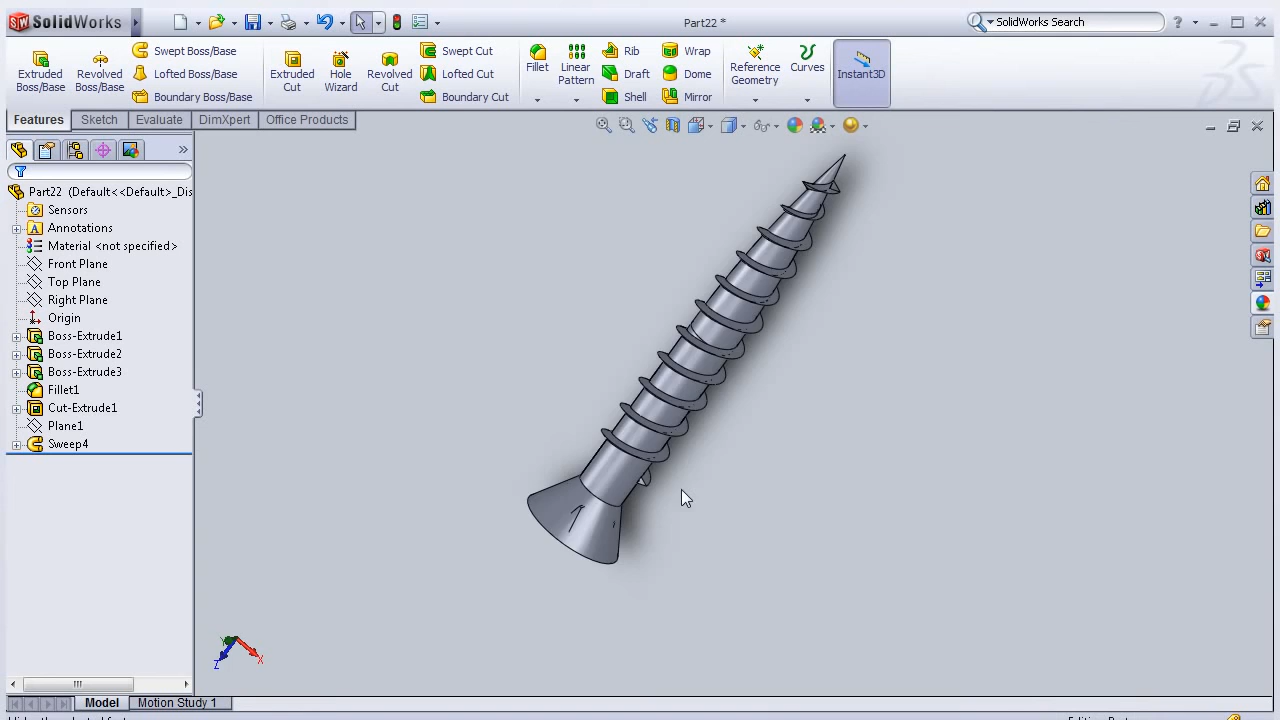 SolidWorks
Part22 *
SolidWorks Search
Extruded Boss/Base
Revolved Boss/Base
Swept Boss/Base
Lofted Boss/Base
Boundary Boss/Base
Extruded Cut
Hole Wizard
Revolved Cut
Swept Cut
Lofted Cut
Boundary Cut
Fillet
Linear Pattern
Rib
Draft
Shell
Wrap
Dome
Mirror
Reference Geometry
Curves
Instant3D
Features
Sketch
Evaluate
DimXpert
Office Products
Part22 (Default<<Default>_Dis
Sensors
Annotations
Material <not specified>
Front Plane
Top Plane
Right Plane
Origin
Boss-Extrude1
Boss-Extrude2
Boss-Extrude3
Fillet1
Cut-Extrude1
Plane1
Sweep4
Y
Z
X
Model
Motion Study 1